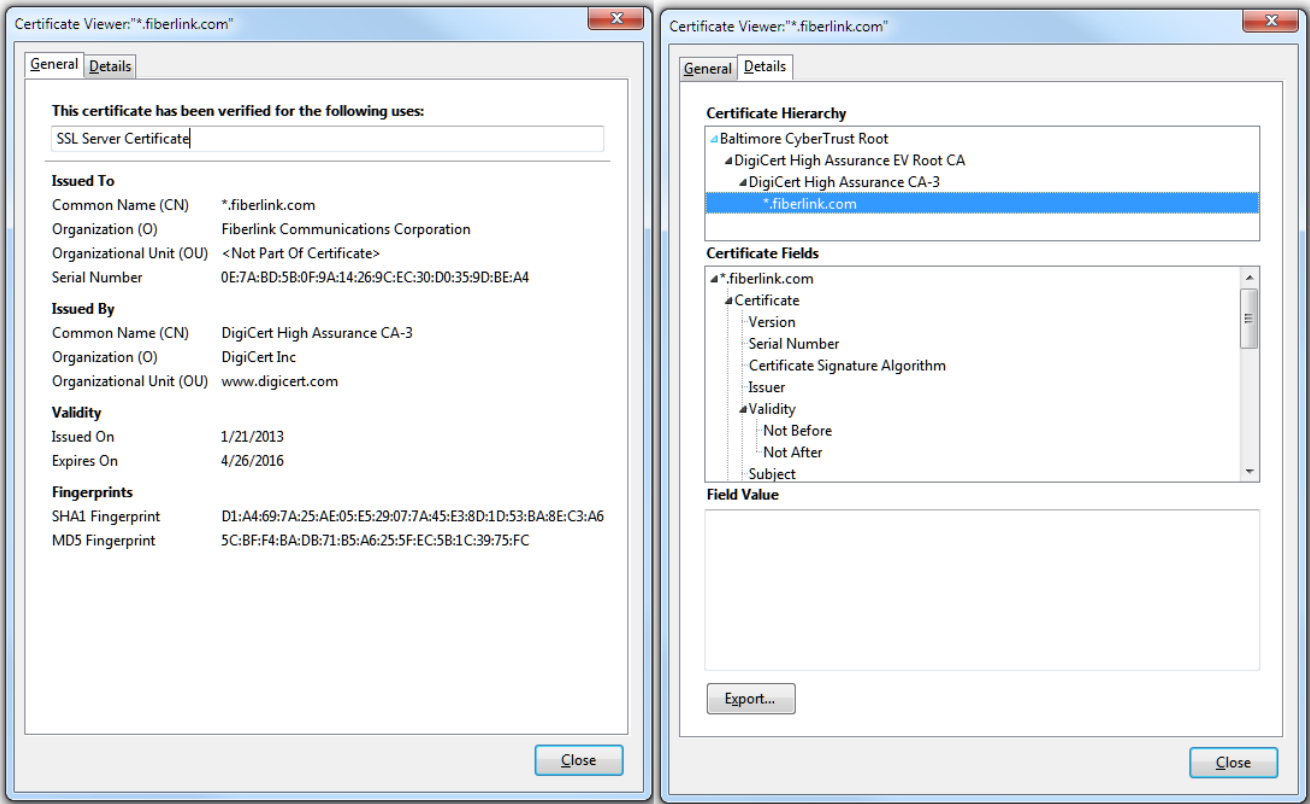 Certificate Viewer:"*.fiberlink.com"
General Details
This certificate has been verified for the following uses:
SSL Server Certificate
Issued To
Common Name (CN) *.fiberlink.com
Organization (O) Fiberlink Communications Corporation
Organizational Unit (OU) <Not Part Of Certificate>
Serial Number 0E:7A:BD:5B:0F:9A:14:26:9C:EC:30:D0:35:9D:BE:A4
Issued By
Common Name (CN) DigiCert High Assurance CA-3
Organization (O) DigiCert Inc
Organizational Unit (OU) www.digicert.com
Validity
Issued On 1/21/2013
Expires On 4/26/2016
Fingerprints
SHA1 Fingerprint D1:A4:69:7A:25:AE:05:E5:29:07:7A:45:E3:8D:1D:53:BA:8E:C3:A6
MD5 Fingerprint 5C:BF:F4:BA:DB:71:B5:A6:25:5F:EC:5B:1C:39:75:FC
Close
Certificate Viewer:"*.fiberlink.com"
General Details
Certificate Hierarchy
Baltimore CyberTrust Root
DigiCert High Assurance EV Root CA
DigiCert High Assurance CA-3
*.fiberlink.com
Certificate Fields
*.fiberlink.com
Certificate
Version
Serial Number
Certificate Signature Algorithm
Issuer
Validity
Not Before
Not After
Subject
Field Value
Export...
Close